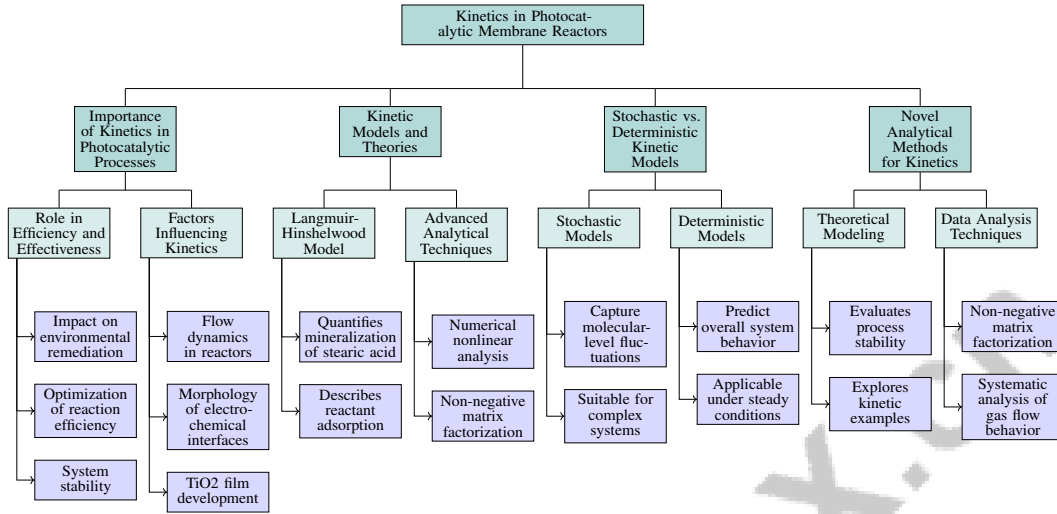 Kinetics in Photocat-
alytic Membrane Reactors
Importance
of Kinetics in
Photocatalytic
Processes
Kinetic
Models and
Theories
Stochastic vs.
Deterministic
Kinetic
Models
Novel
Analytical
Methods
for Kinetics
Role in
Efficiency and
Effectiveness
Factors
Influencing
Kinetics
Langmuir-
Hinshelwood
Model
Advanced
Analytical
Techniques
Stochastic
Models
Deterministic
Models
Theoretical
Modeling
Data Analysis
Techniques
Impact on
environmental
remediation
Flow
dynamics
in reactors
Quantifies
mineralization
of stearic acid
Numerical
nonlinear
analysis
Capture
molecular-
level fluc-
tuations
Predict
overall system
behavior
Evaluates
process
stability
Non-negative
matrix
factorization
Optimization
of reaction
efficiency
Morphology
of electro-
chemical
interfaces
Describes
reactant
adsorption
Non-negative
matrix
factorization
Suitable for
complex
systems
Applicable
under steady
conditions
Explores
kinetic
examples
Systematic
analysis of
gas flow
behavior
System
stability
TiO2 film
development